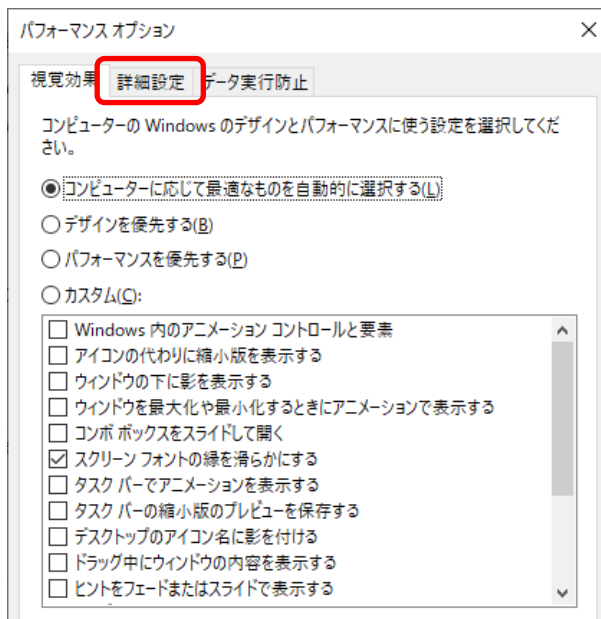 パフォーマンス オプション
視覚効果 詳細設定 データ実行防止
コンピューターの Windows のデザインとパフォーマンスに使う設定を選択してくだ
さい。
コンピューターに応じて最適なものを自動的に選択する(L)
デザインを優先する(B)
パフォーマンスを優先する(P)
カスタム(C):
Windows 内のアニメーション コントロールと要素
アイコンの代わりに縮小版を表示する
ウィンドウの下に影を表示する
ウィンドウを最大化や最小化するときにアニメーションで表示する
コンボ ボックスをスライドして開く
スクリーン フォントの縁を滑らかにする
タスク バーでアニメーションを表示する
タスク バーの縮小版のプレビューを保存する
デスクトップのアイコン名に影を付ける
ドラッグ中にウィンドウの内容を表示する
ヒントをフェードまたはスライドで表示する